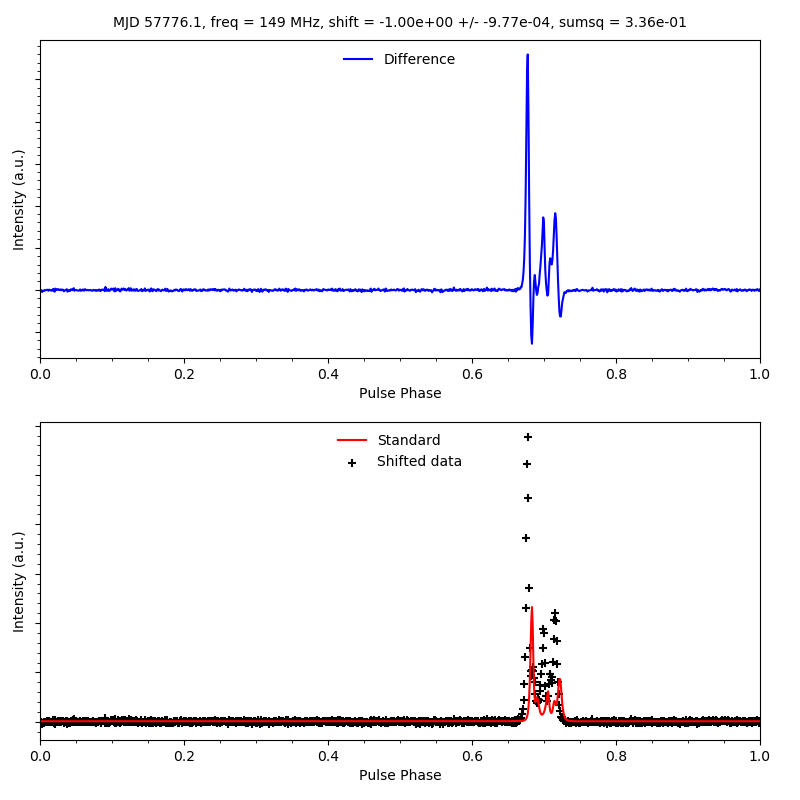 MJD 57776.1, freq = 149 MHz, shift = -1.00e+00 +/- -9.77e-04, sumsq = 3.36e-01
Difference
Intensity (a.u.)
0.0 0.2 0.4 0.6 0.8 1.0
Pulse Phase
Standard
Shifted data
Intensity (a.u.)
0.0 0.2 0.4 0.6 0.8 1.0
Pulse Phase